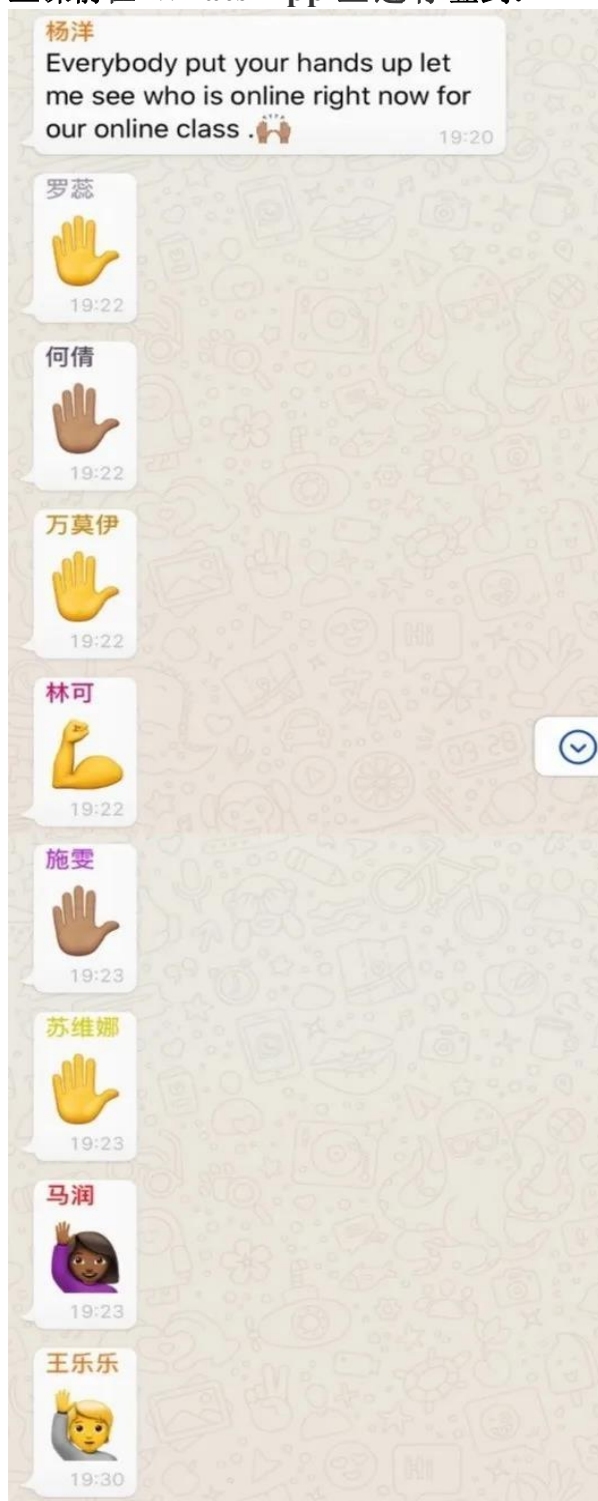 杨洋
Everybody put your hands up let
me see who is online right now for
our online class .🙌🏽
19:20
罗蕊
19:22
何倩
19:22
万莫伊
19:22
林可
19:22
施雯
19:23
苏维娜
19:23
马润
19:23
王乐乐
19:30